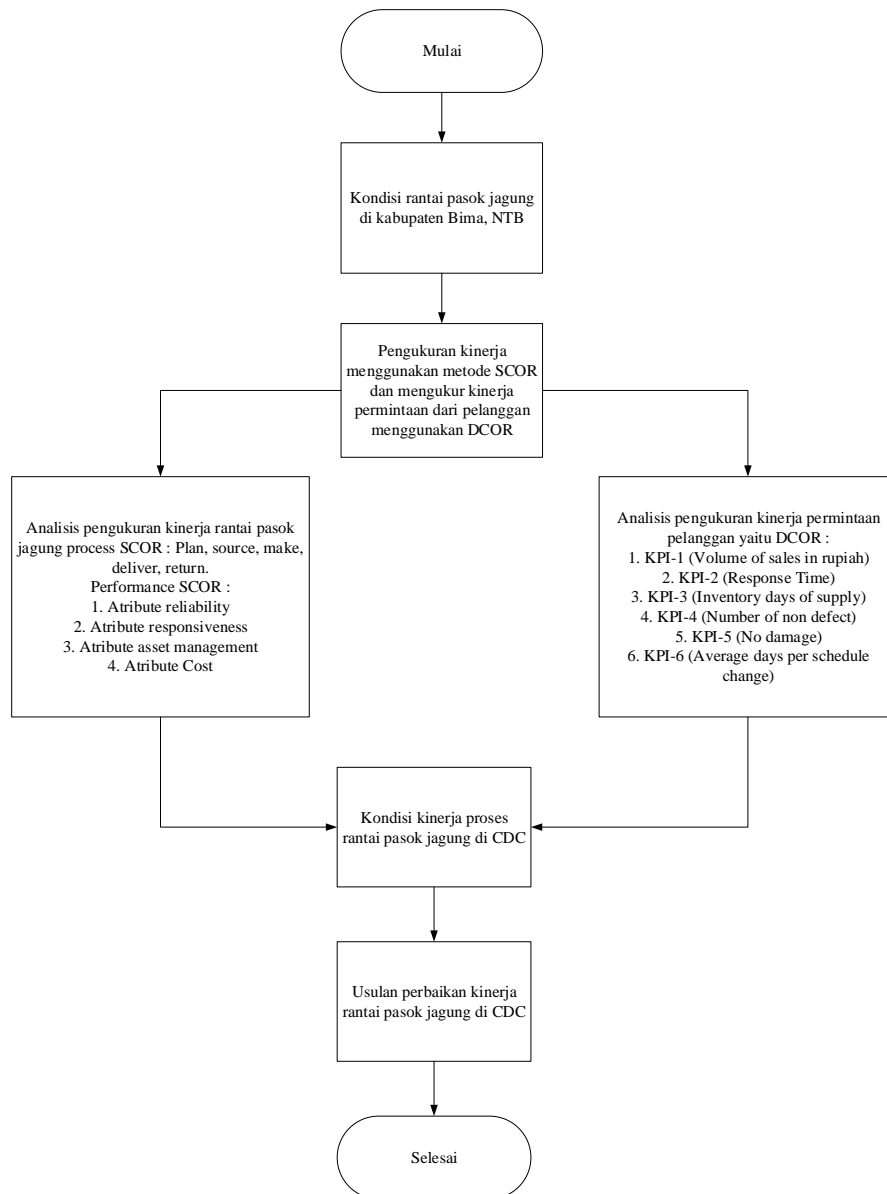 Mulai
Kondisi rantai pasok jagung
di kabupaten Bima, NTB
Pengukuran kinerja
menggunakan metode SCOR
dan mengukur kinerja
permintaan dari pelanggan
menggunakan DCOR
Analisis pengukuran kinerja rantai pasok
jagung process SCOR : Plan, source, make,
deliver, return.
Performance SCOR :
1. Atribute reliability
2. Atribute responsiveness
3. Atribute asset management
4. Atribute Cost
Analisis pengukuran kinerja permintaan
pelanggan yaitu DCOR :
1. KPI-1 (Volume of sales in rupiah)
2. KPI-2 (Response Time)
3. KPI-3 (Inventory days of supply)
4. KPI-4 (Number of non defect)
5. KPI-5 (No damage)
6. KPI-6 (Average days per schedule
change)
Kondisi kinerja proses
rantai pasok jagung di CDC
Usulan perbaikan kinerja
rantai pasok jagung di CDC
Selesai